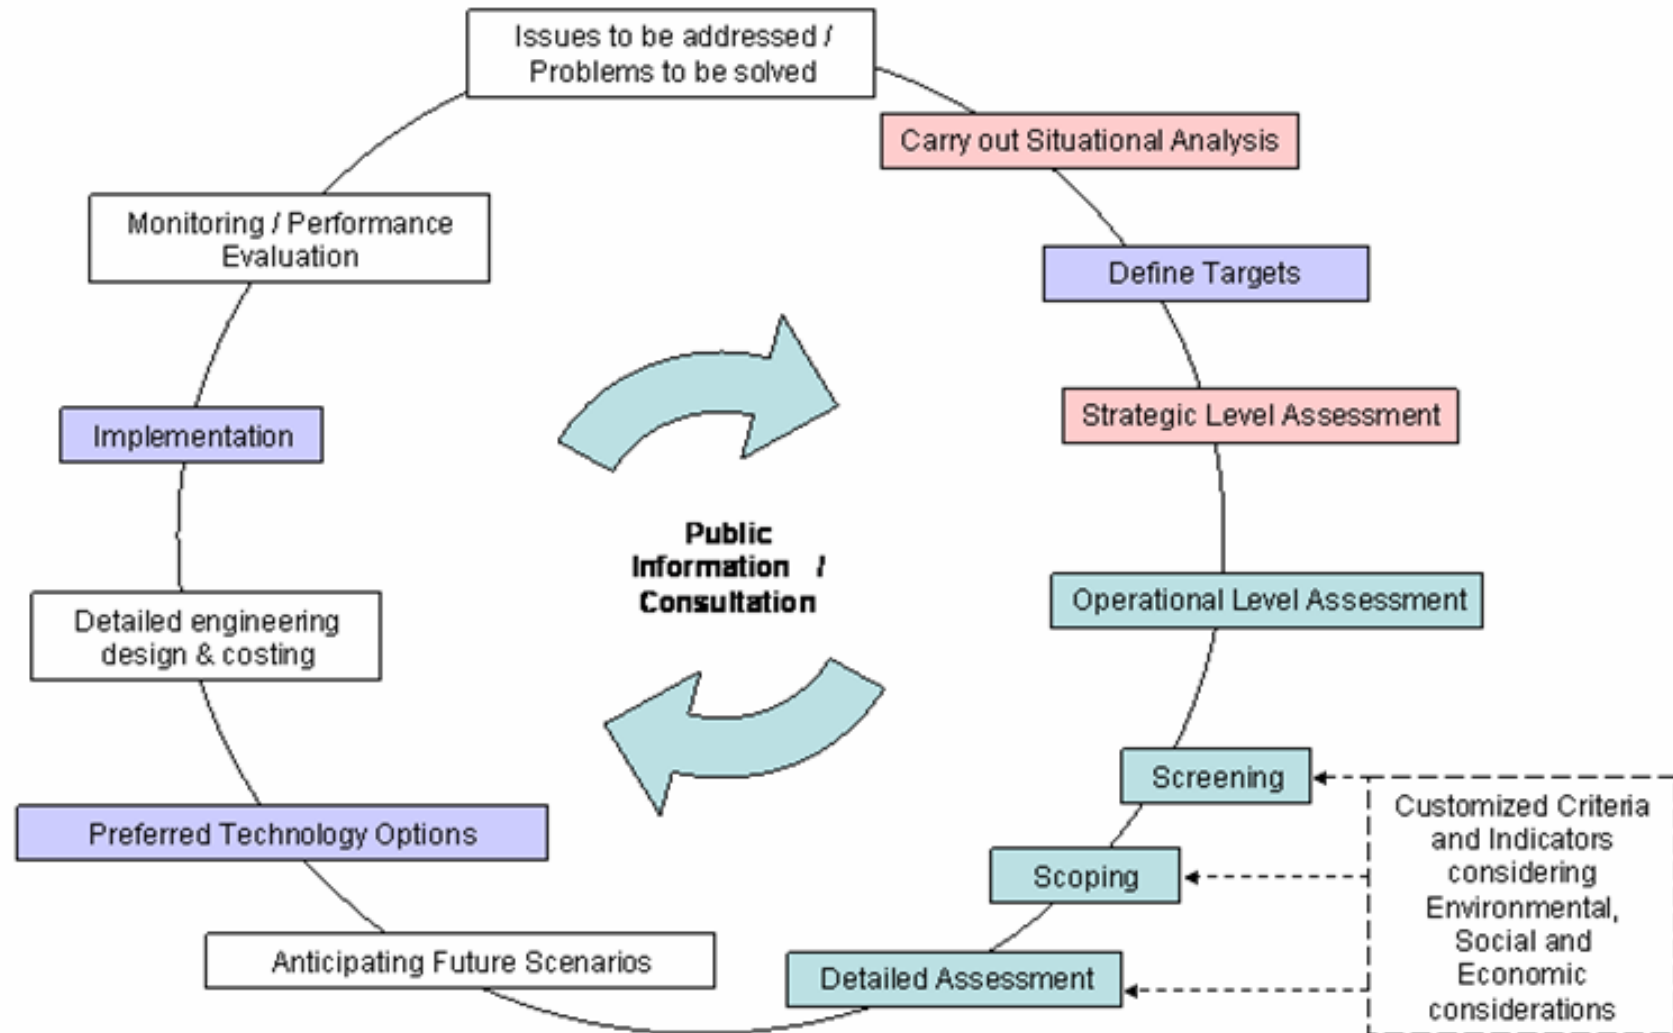 Issues to be addressed /
Problems to be solved
Carry out Situational Analysis
Define Targets
Strategic Level Assessment
Operational Level Assessment
Screening
Scoping
Detailed Assessment
Customized Criteria
and Indicators
considering
Environmental,
Social and
Economic
considerations
Anticipating Future Scenarios
Preferred Technology Options
Detailed engineering
design & costing
Implementation
Monitoring / Performance
Evaluation
Public
Information /
Consultation